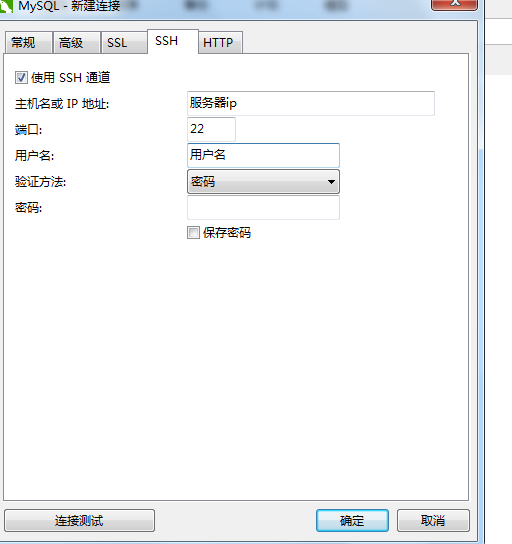 MySQL - 新建连接
常规 高级 SSL SSH HTTP
使用 SSH 通道
主机名或 IP 地址: 服务器ip
端口: 22
用户名: 用户名
验证方法: 密码
密码:
保存密码
连接测试 确定 取消